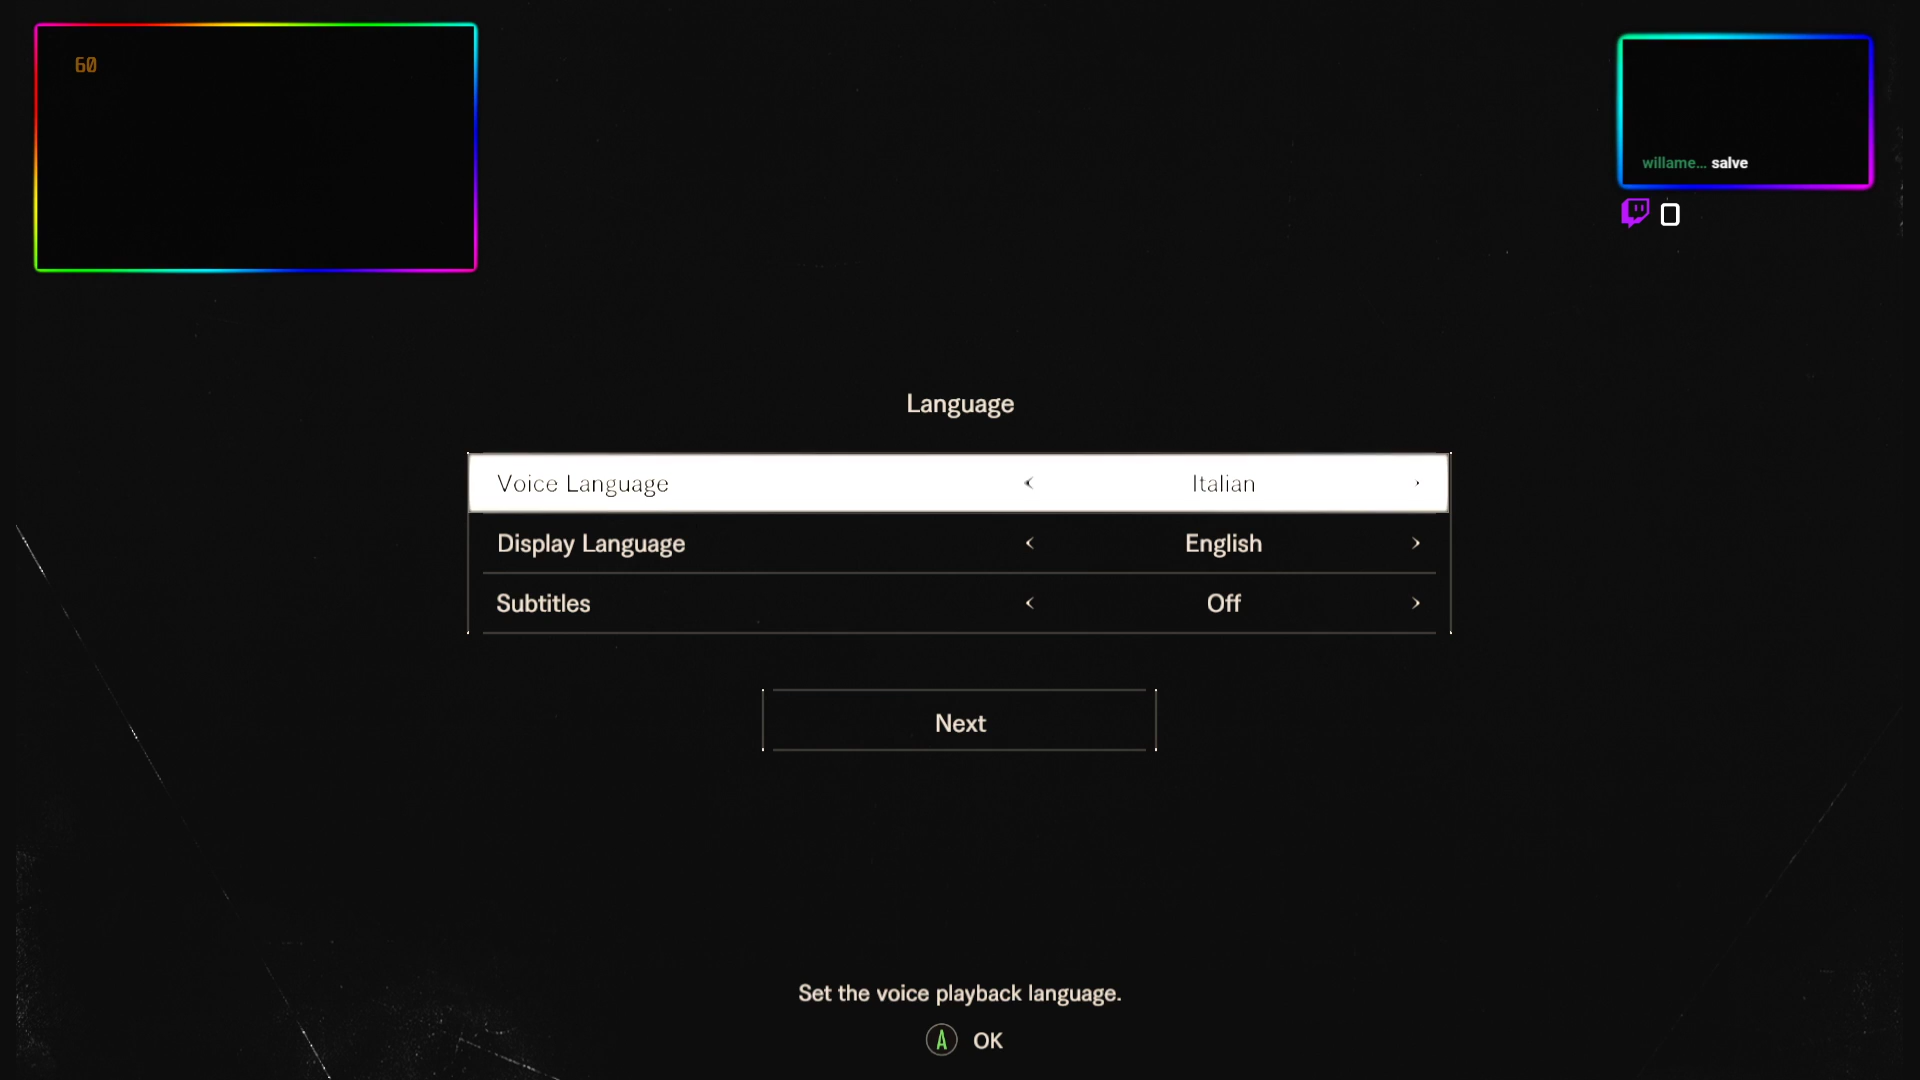 60
willame... salve
0
Language
Voice Language < Italian >
Display Language < English >
Subtitles < Off >
Next
Set the voice playback language.
A OK